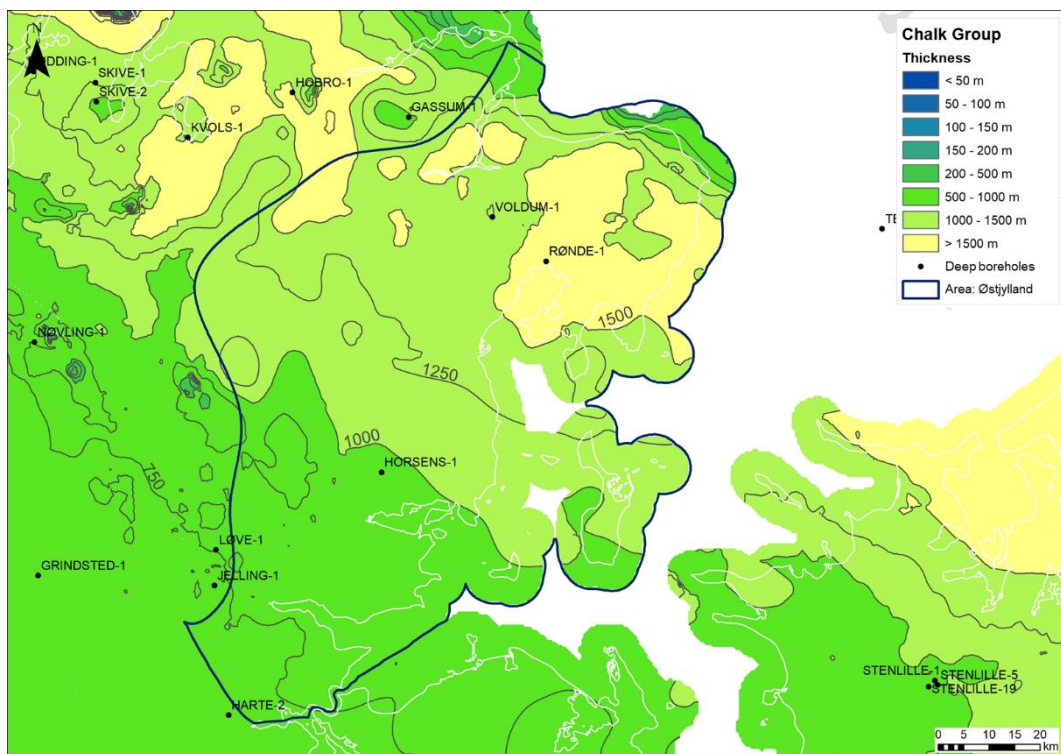 N
ODDING-1
SKIVE-1
SKIVE-2
HOBRO-1
GASSUM-1
KVOLS-1
VOLDUM-1
RØNDE-1
NØVLING-1
1500
1250
1000
750
HORSENS-1
LØVE-1
JELLING-1
GRINDSTED-1
HARTE-2
STENLILLE-1
STENLILLE-5
STENLILLE-19
TE
Chalk Group
Thickness
< 50 m
50 - 100 m
100 - 150 m
150 - 200 m
200 - 500 m
500 - 1000 m
1000 - 1500 m
> 1500 m
Deep boreholes
Area: Østjylland
0 5 10 15 20
km